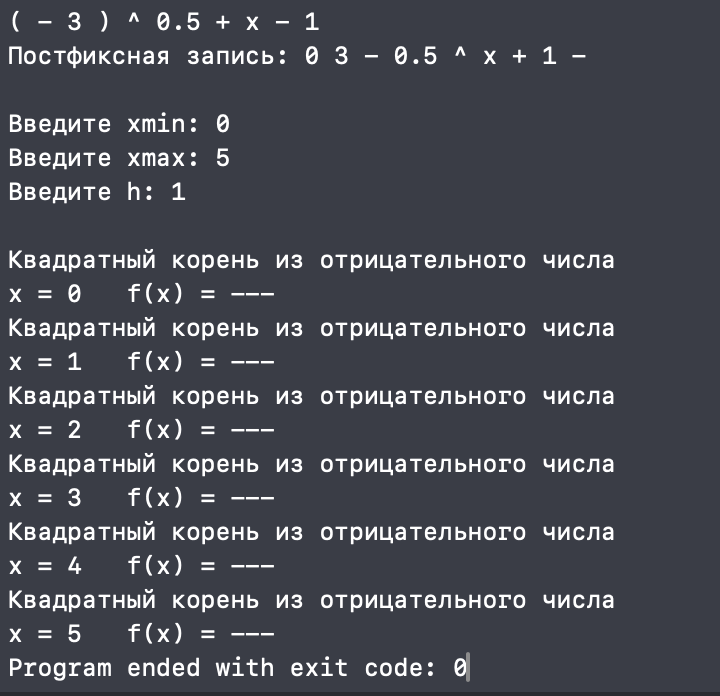 ( − 3 ) ^ 0.5 + x − 1
Постфиксная запись: 0 3 − 0.5 ^ x + 1 −
Введите xmin: 0
Введите xmax: 5
Введите h: 1
Квадратный корень из отрицательного числа
x = 0   f(x) = −−−
Квадратный корень из отрицательного числа
x = 1   f(x) = −−−
Квадратный корень из отрицательного числа
x = 2   f(x) = −−−
Квадратный корень из отрицательного числа
x = 3   f(x) = −−−
Квадратный корень из отрицательного числа
x = 4   f(x) = −−−
Квадратный корень из отрицательного числа
x = 5   f(x) = −−−
Program ended with exit code: 0